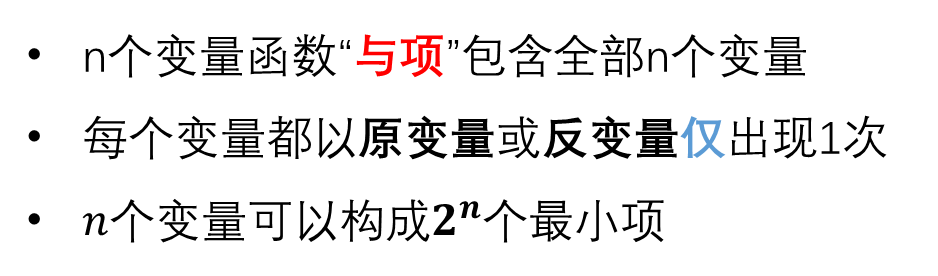 • n个变量函数“与项”包含全部n个变量
• 每个变量都以原变量或反变量仅出现1次
• n个变量可以构成2ⁿ个最小项